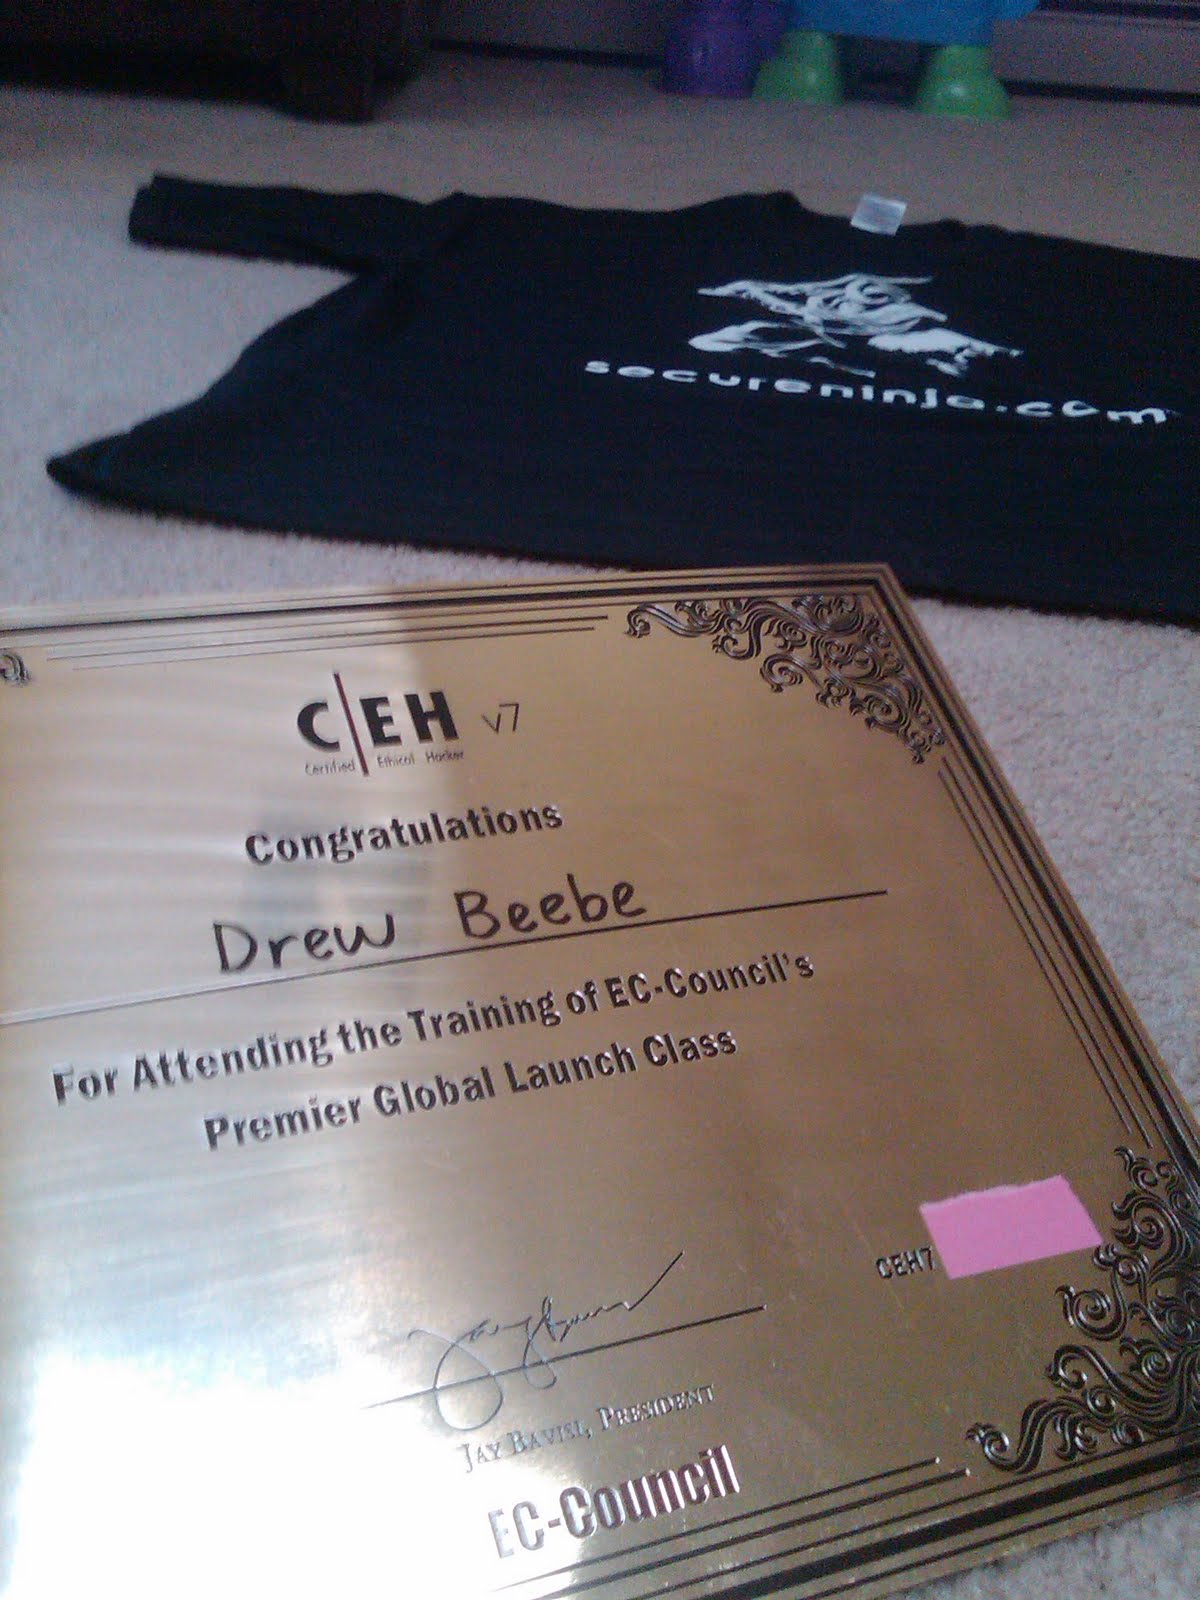 secureninja.com
C|EH v7
Certified Ethical Hacker
Congratulations
Drew Beebe
For Attending the Training of EC-Council's
Premier Global Launch Class
CEH7
Jay Bavisi, President
EC-Council